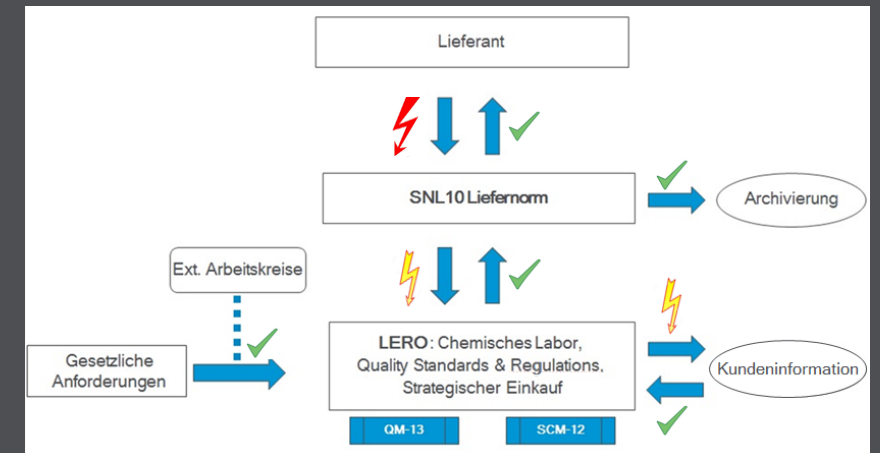 Lieferant
SNL10 Liefernorm
Archivierung
Ext. Arbeitskreise
LERO: Chemisches Labor,
Quality Standards & Regulations,
Strategischer Einkauf
Gesetzliche
Anforderungen
Kundeninformation
QM-13
SCM-12